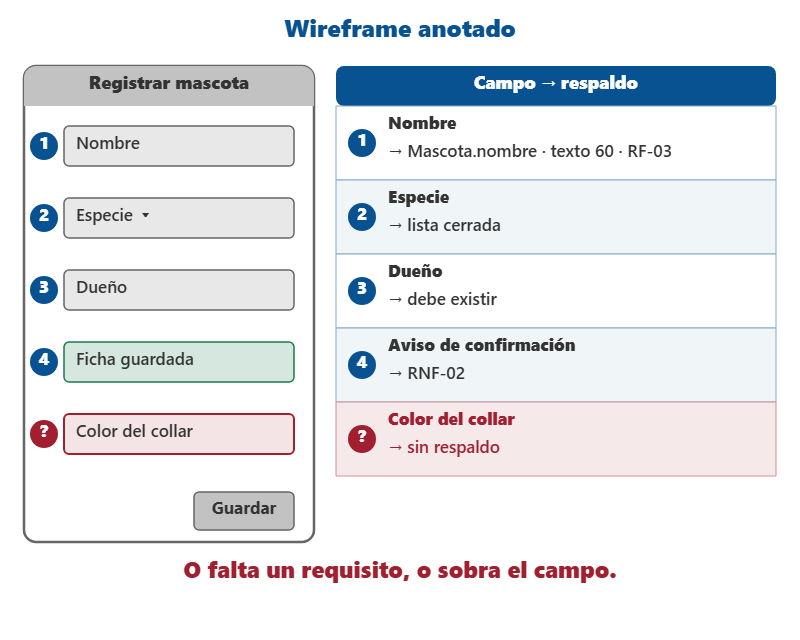 Wireframe anotado
Registrar mascota
1 Nombre
2 Especie ▾
3 Dueño
4 Ficha guardada
? Color del collar
Guardar
Campo → respaldo
1 Nombre
→ Mascota.nombre · texto 60 · RF-03
2 Especie
→ lista cerrada
3 Dueño
→ debe existir
4 Aviso de confirmación
→ RNF-02
? Color del collar
→ sin respaldo
O falta un requisito, o sobra el campo.